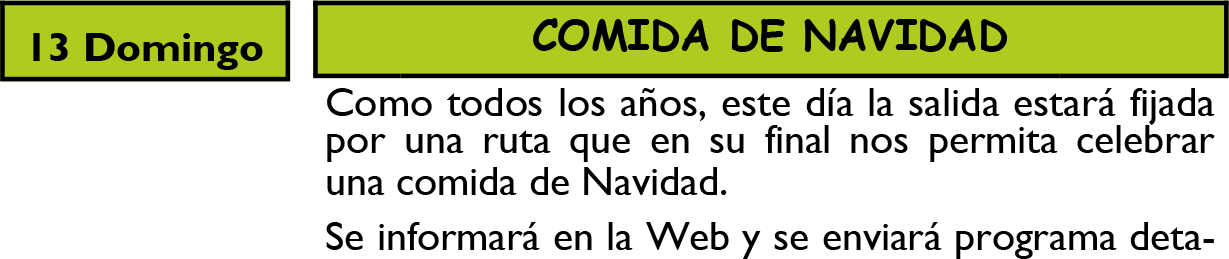 13 Domingo
COMIDA DE NAVIDAD
Como todos los años, este día la salida estará fijada
por una ruta que en su final nos permita celebrar
una comida de Navidad.
Se informará en la Web y se enviará programa deta-